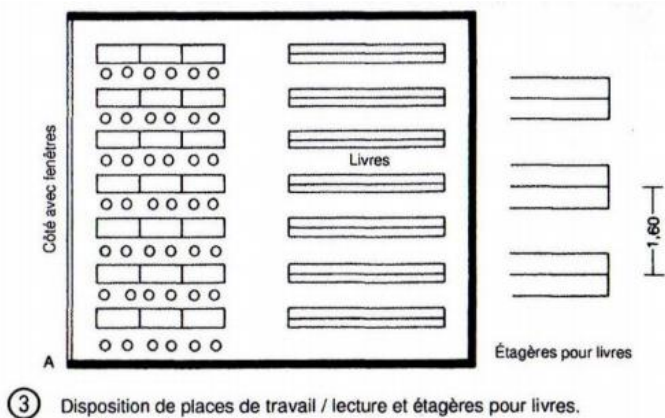 Côté avec fenêtres
Livres
1,60
A
Étagères pour livres
3 Disposition de places de travail / lecture et étagères pour livres.